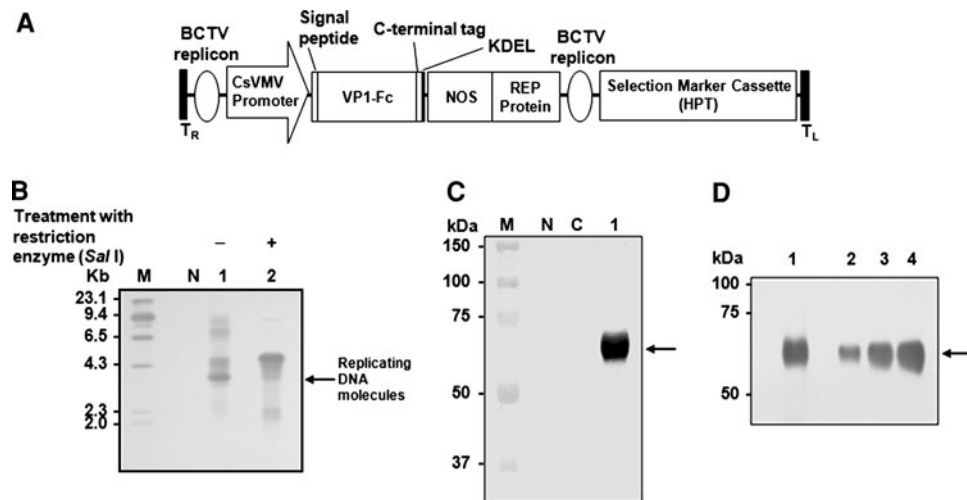 A
BCTV
replicon
Signal
peptide
C-terminal tag
KDEL
BCTV
replicon
CsVMV
Promoter
VP1-Fc
NOS
REP
Protein
Selection Marker Cassette
(HPT)
TR
TL
B
Treatment with
restriction
enzyme (Sal I)
– +
Kb M N 1 2
23.1
9.4
6.5
4.3
2.3
2.0
Replicating
DNA
molecules
C
kDa M N C 1
150
100
75
50
37
D
kDa 1 2 3 4
75
50